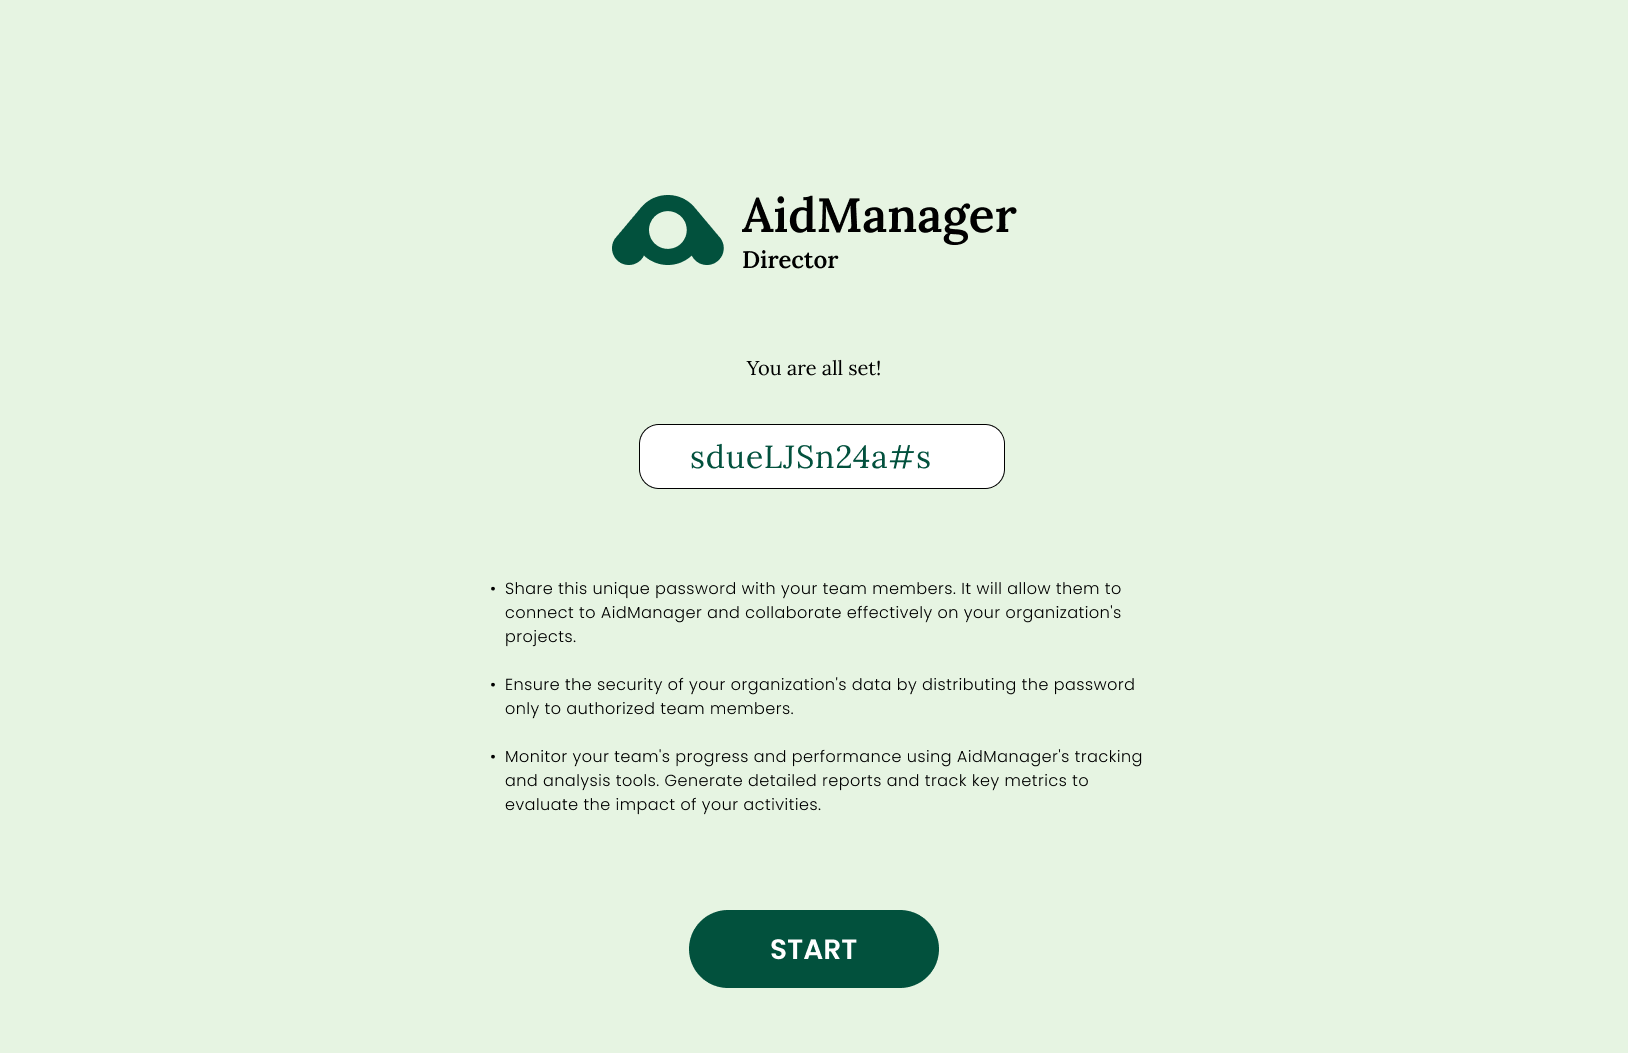 AidManager
Director
You are all set!
sdueLJSn24a#s
• Share this unique password with your team members. It will allow them to
connect to AidManager and collaborate effectively on your organization's
projects.
• Ensure the security of your organization's data by distributing the password
only to authorized team members.
• Monitor your team's progress and performance using AidManager's tracking
and analysis tools. Generate detailed reports and track key metrics to
evaluate the impact of your activities.
START